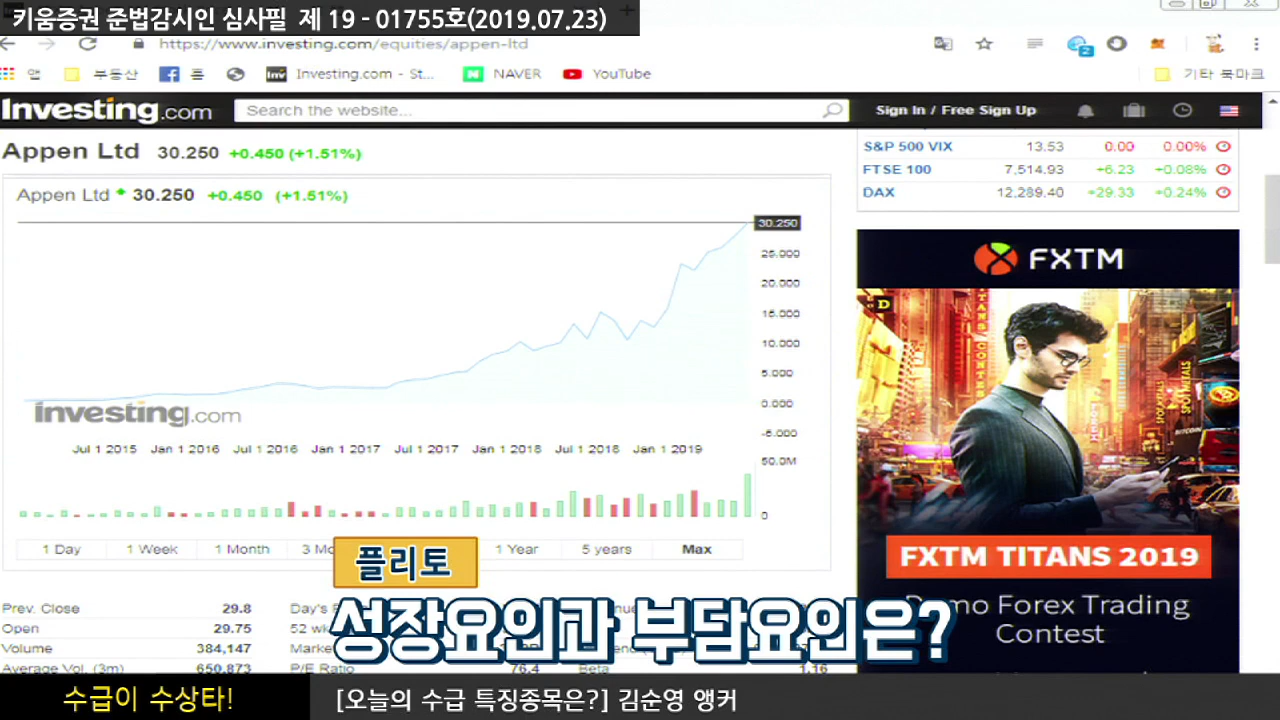 키움증권 준법감시인 심사필 제 19 - 01755호(2019.07.23)
https://www.investing.com/equities/appen-ltd
앱 부동산 홈 Investing.com - St... NAVER YouTube 기타 북마크
Investing.com Search the website... Sign In / Free Sign Up
Appen Ltd 30.250 +0.450 (+1.51%)
Appen Ltd 30.250 +0.450 (+1.51%)
30.250
25.000
20.000
15.000
10.000
5.000
0.000
-5.000
Investing.com
Jul 1 2015 Jan 1 2016 Jul 1 2016 Jan 1 2017 Jul 1 2017 Jan 1 2018 Jul 1 2018 Jan 1 2019
50.0M
0
1 Day 1 Week 1 Month 3 Mo 1 Year 5 years Max
S&P 500 VIX 13.53 0.00 0.00%
FTSE 100 7,514.93 +6.23 +0.08%
DAX 12,289.40 +29.33 +0.24%
FXTM
FXTM TITANS 2019
Demo Forex Trading
Contest
Prev. Close 29.8 Day's
Open 29.75 52 wk
Volume 384,147 Market
Average Vol. (3m) 650,873 P/E Ratio 76.4 Beta 1.16
플리토
성장요인과 부담요인은?
수급이 수상타! [오늘의 수급 특징종목은?] 김순영 앵커